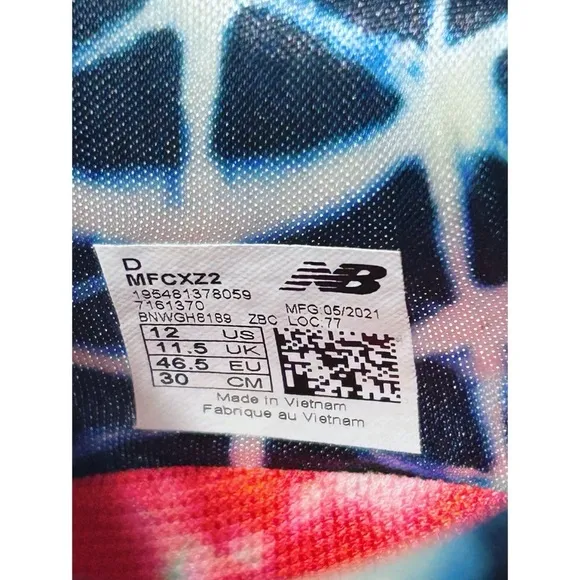 D
MFCXZ2
NB
195481378059
7161370 MFG.05/2021
BNWGH8189 ZBC LOC.77
12 US
11.5 UK
46.5 EU
30 CM
Made in Vietnam
Fabrique au Vietnam